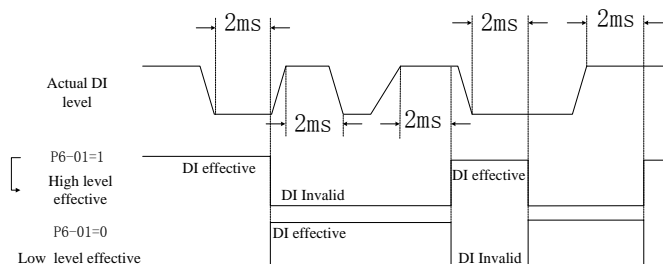 2ms
2ms
2ms
Actual DI
level
2ms
2ms
P6-01=1
DI effective
DI effective
High level
effective
DI Invalid
P6-01=0
DI effective
Low level effective
DI Invalid